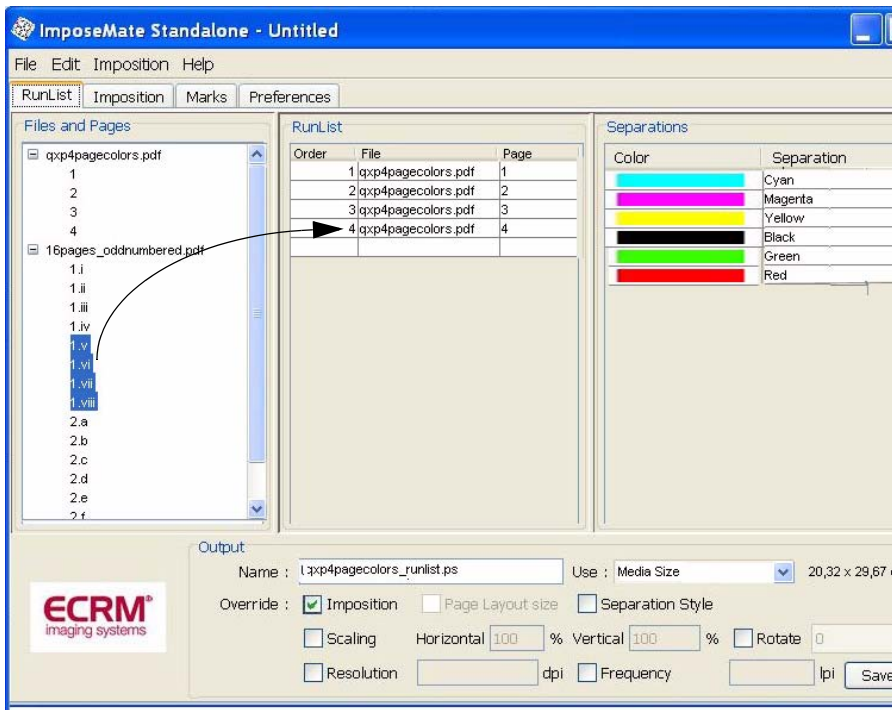 ImposeMate Standalone - Untitled
File Edit Imposition Help
RunList Imposition Marks Preferences
Files and Pages
qxp4pagecolors.pdf
1
2
3
4
16pages_oddnumbered.pdf
1.i
1.ii
1.iii
1.iv
1.v
1.vi
1.vii
1.viii
2.a
2.b
2.c
2.d
2.e
2.f
RunList
Order File Page
1 qxp4pagecolors.pdf 1
2 qxp4pagecolors.pdf 2
3 qxp4pagecolors.pdf 3
4 qxp4pagecolors.pdf 4
Separations
Color Separation
Cyan
Magenta
Yellow
Black
Green
Red
ECRM®
imaging systems
Output
Name : qxp4pagecolors_runlist.ps Use : Media Size 20,32 x 29,67
Override : Imposition Page Layout size Separation Style
Scaling Horizontal 100 % Vertical 100 % Rotate 0
Resolution dpi Frequency lpi Save